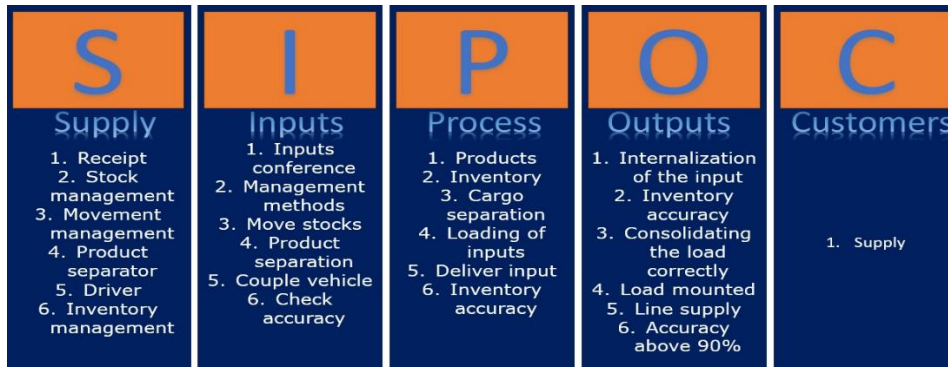 S
Supply
1. Receipt
2. Stock
management
3. Movement
management
4. Product
separator
5. Driver
6. Inventory
management
I
Inputs
1. Inputs
conference
2. Management
methods
3. Move stocks
4. Product
separation
5. Couple vehicle
6. Check
accuracy
P
Process
1. Products
2. Inventory
3. Cargo
separation
4. Loading of
inputs
5. Deliver input
6. Inventory
accuracy
O
Outputs
1. Internalization
of the input
2. Inventory
accuracy
3. Consolidating
the load
correctly
4. Load mounted
5. Line supply
6. Accuracy
above 90%
C
Customers
1. Supply